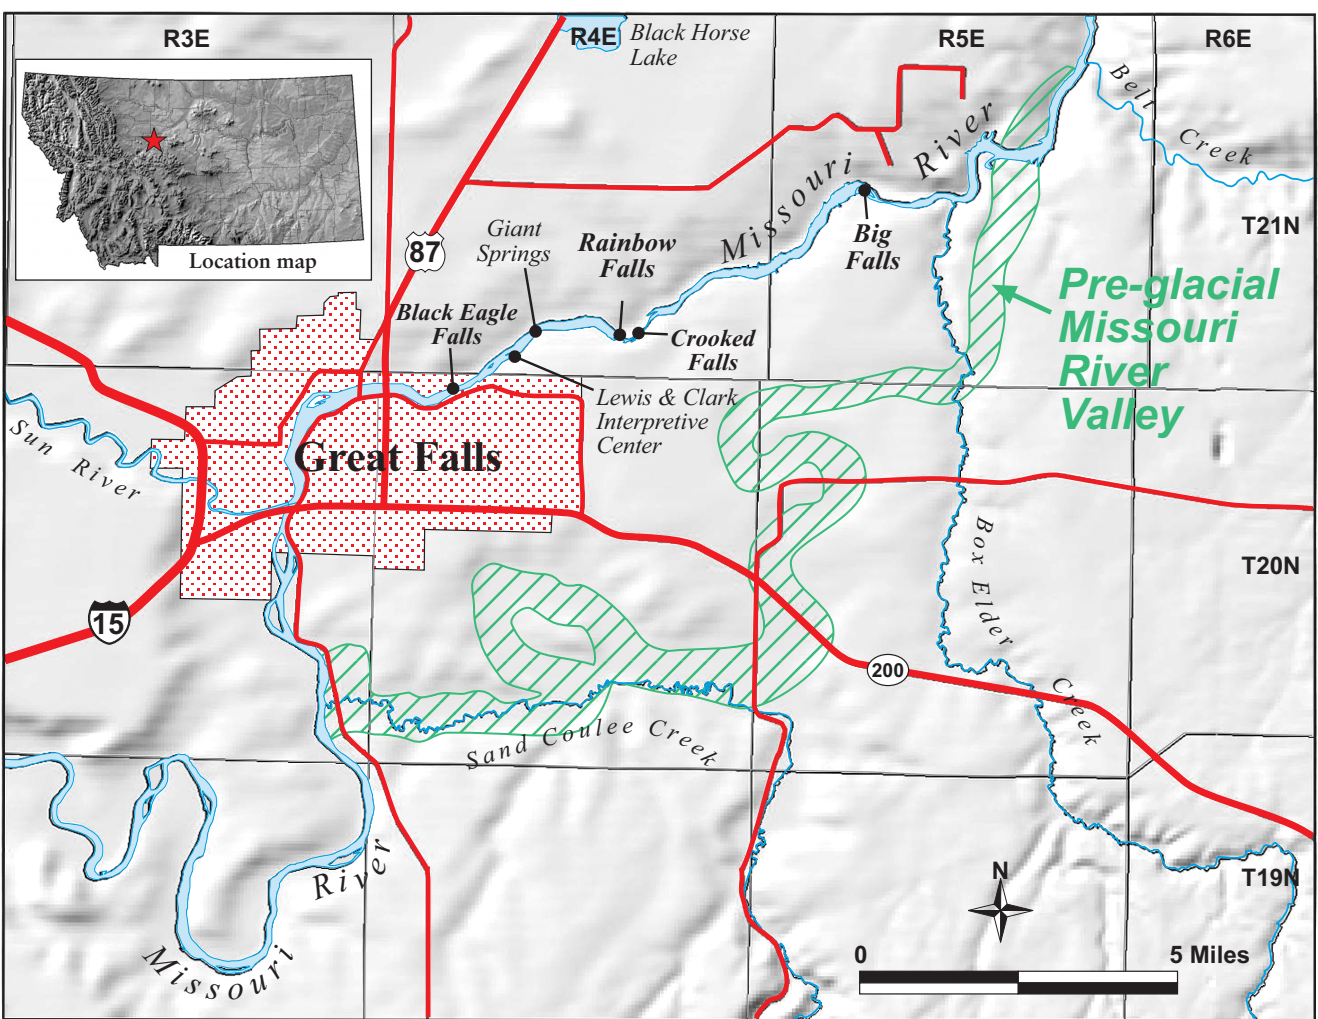 R3E
R4E
Black Horse
Lake
R5E
R6E
Belt
Creek
Location map
87
Giant
Springs
Rainbow
Falls
Missouri River
Big
Falls
T21N
Black Eagle
Falls
Crooked
Falls
Pre-glacial
Missouri
River
Valley
Lewis & Clark
Interpretive
Center
Sun River
Great Falls
Box Elder
Creek
T20N
15
200
Sand Coulee Creek
Missouri River
N
T19N
0
5 Miles